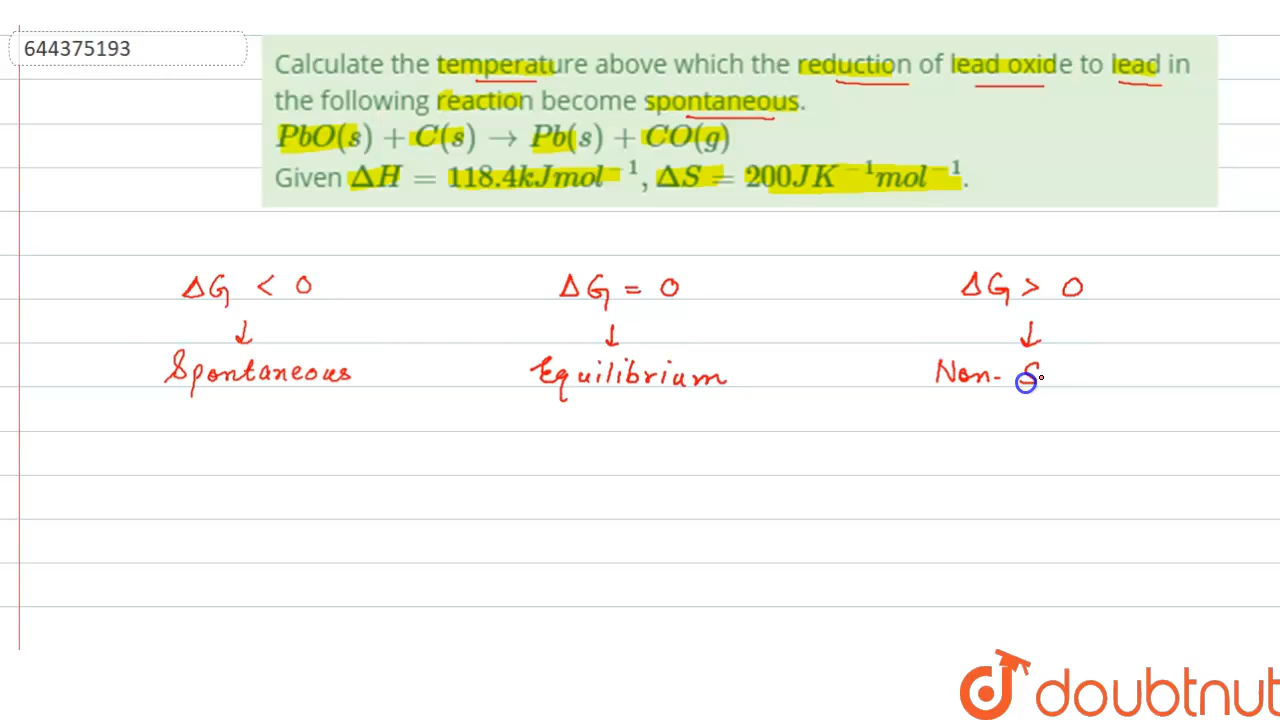 644375193
Calculate the temperature above which the reduction of lead oxide to lead in
the following reaction become spontaneous.
PbO(s) + C(s) → Pb(s) + CO(g)
Given ΔH = 118.4kJmol⁻¹, ΔS = 200JK⁻¹mol⁻¹.
ΔG < 0 ΔG = 0 ΔG > 0
↓ ↓ ↓
Spontaneous Equilibrium Non- S
doubtnut